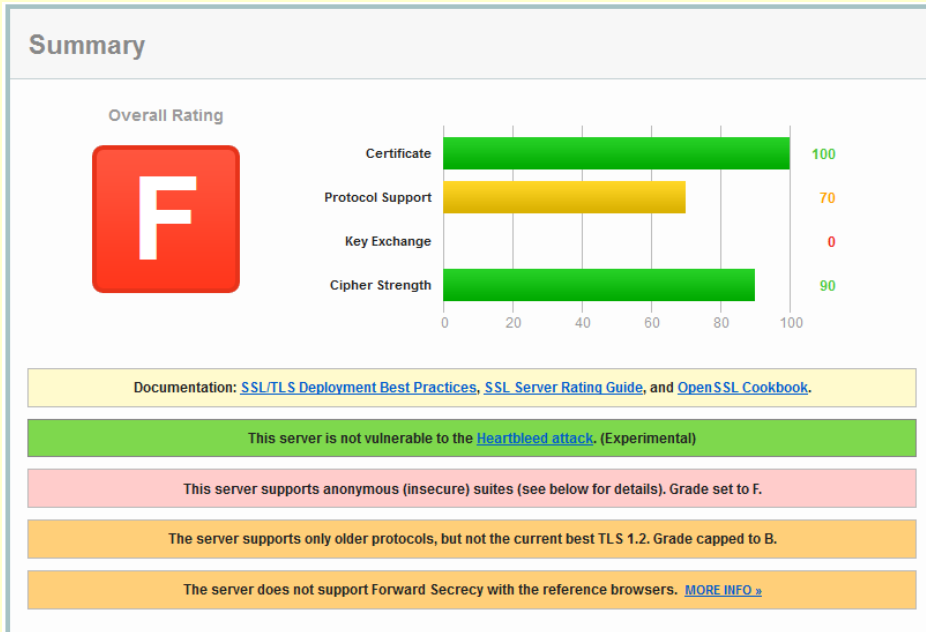 Summary
Overall Rating
F
Certificate 100
Protocol Support 70
Key Exchange 0
Cipher Strength 90
0 20 40 60 80 100
Documentation: SSL/TLS Deployment Best Practices, SSL Server Rating Guide, and OpenSSL Cookbook.
This server is not vulnerable to the Heartbleed attack. (Experimental)
This server supports anonymous (insecure) suites (see below for details). Grade set to F.
The server supports only older protocols, but not the current best TLS 1.2. Grade capped to B.
The server does not support Forward Secrecy with the reference browsers. MORE INFO »